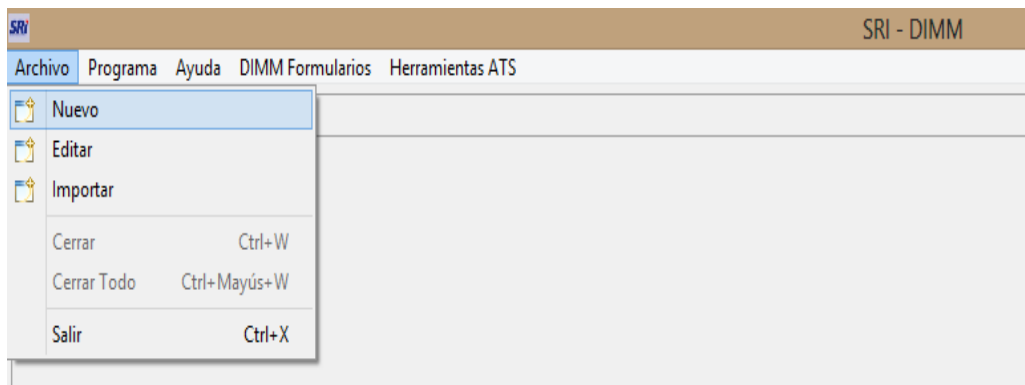 SRi SRI - DIMM
Archivo Programa Ayuda DIMM Formularios Herramientas ATS
Nuevo
Editar
Importar
Cerrar Ctrl+W
Cerrar Todo Ctrl+Mayús+W
Salir Ctrl+X